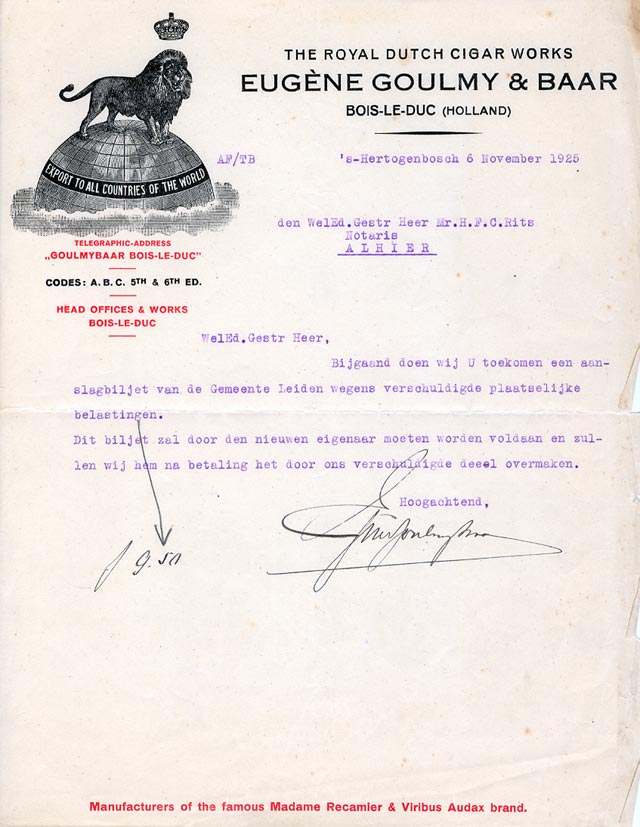 THE ROYAL DUTCH CIGAR WORKS
EUGÈNE GOULMY & BAAR
BOIS-LE-DUC (HOLLAND)
EXPORT TO ALL COUNTRIES OF THE WORLD
TELEGRAPHIC-ADDRESS
„GOULMYBAAR BOIS-LE-DUC”
CODES: A.B.C. 5TH & 6TH ED.
HEAD OFFICES & WORKS
BOIS-LE-DUC
AF/TB 's-Hertogenbosch 6 November 1925
den WelEd.Gestr Heer Mr.H.F.C.Rits
Notaris
ALHIER
WelEd.Gestr Heer,
Bijgaand doen wij U toekomen een aan-
slagbiljet van de Gemeente Leiden wegens verschuldigde plaatselijke
belastingen.
Dit biljet zal door den nieuwen eigenaar moeten worden voldaan en zul-
len wij hem na betaling het door ons verschuldigde deeel overmaken.
Hoogachtend,
f 9.50
Manufacturers of the famous Madame Recamier & Viribus Audax brand.